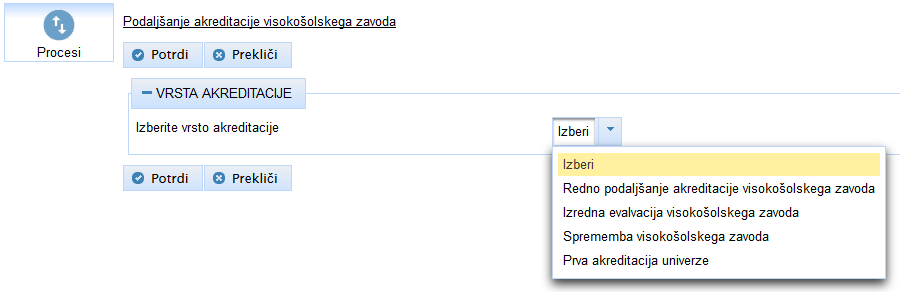 Procesi
Podaljšanje akreditacije visokošolskega zavoda
Potrdi Prekliči
VRSTA AKREDITACIJE
Izberite vrsto akreditacije Izberi
Izberi
Redno podaljšanje akreditacije visokošolskega zavoda
Izredna evalvacija visokošolskega zavoda
Sprememba visokošolskega zavoda
Prva akreditacija univerze
Potrdi Prekliči